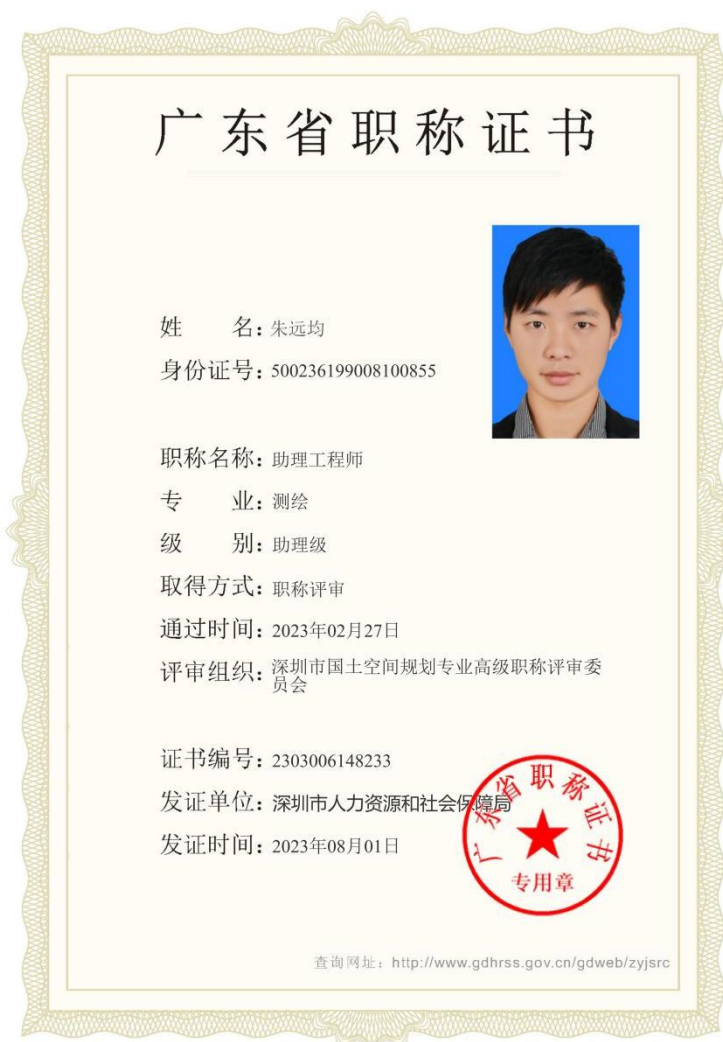 广东省职称证书
姓 名：朱远均
身份证号：500236199008100855
职称名称：助理工程师
专 业：测绘
级 别：助理级
取得方式：职称评审
通过时间：2023年02月27日
评审组织：深圳市国土空间规划专业高级职称评审委
员会
证书编号：2303006148233
发证单位：深圳市人力资源和社会保障局
发证时间：2023年08月01日
广东省职称证书
专用章
查询网址：http://www.gdhrss.gov.cn/gdweb/zyjsrc